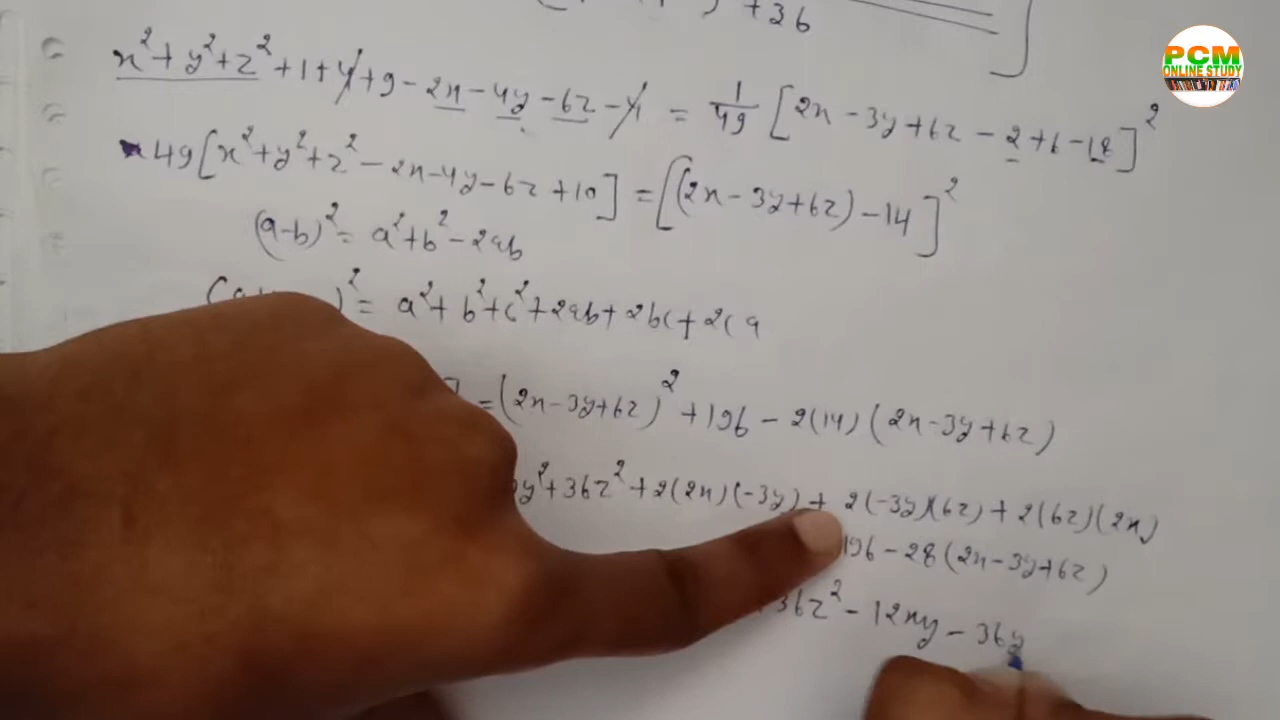 +36
PCM
ONLINE STUDY
x²+y²+z²+1+4+9-2x-4y-6z-4 = 1/49 [2x-3y+6z-2+6-18]²
49[x²+y²+z²-2x-4y-6z+10] = [(2x-3y+6z)-14]²
(a-b)² = a²+b²-2ab
)² = a²+b²+c²+2ab+2bc+2ca
=(2x-3y+6z)²+196-2(14)(2x-3y+6z)
y²+36z²+2(2x)(-3y)+2(-3y)(6z)+2(6z)(2x)
196-28(2x-3y+6z)
36z²-12xy-36y